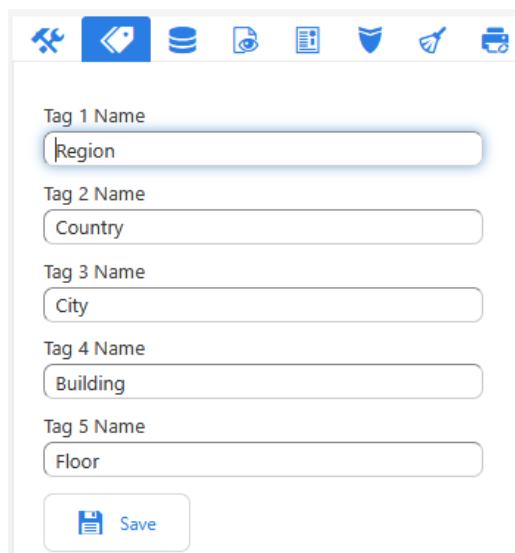 Tag 1 Name
Region
Tag 2 Name
Country
Tag 3 Name
City
Tag 4 Name
Building
Tag 5 Name
Floor
Save